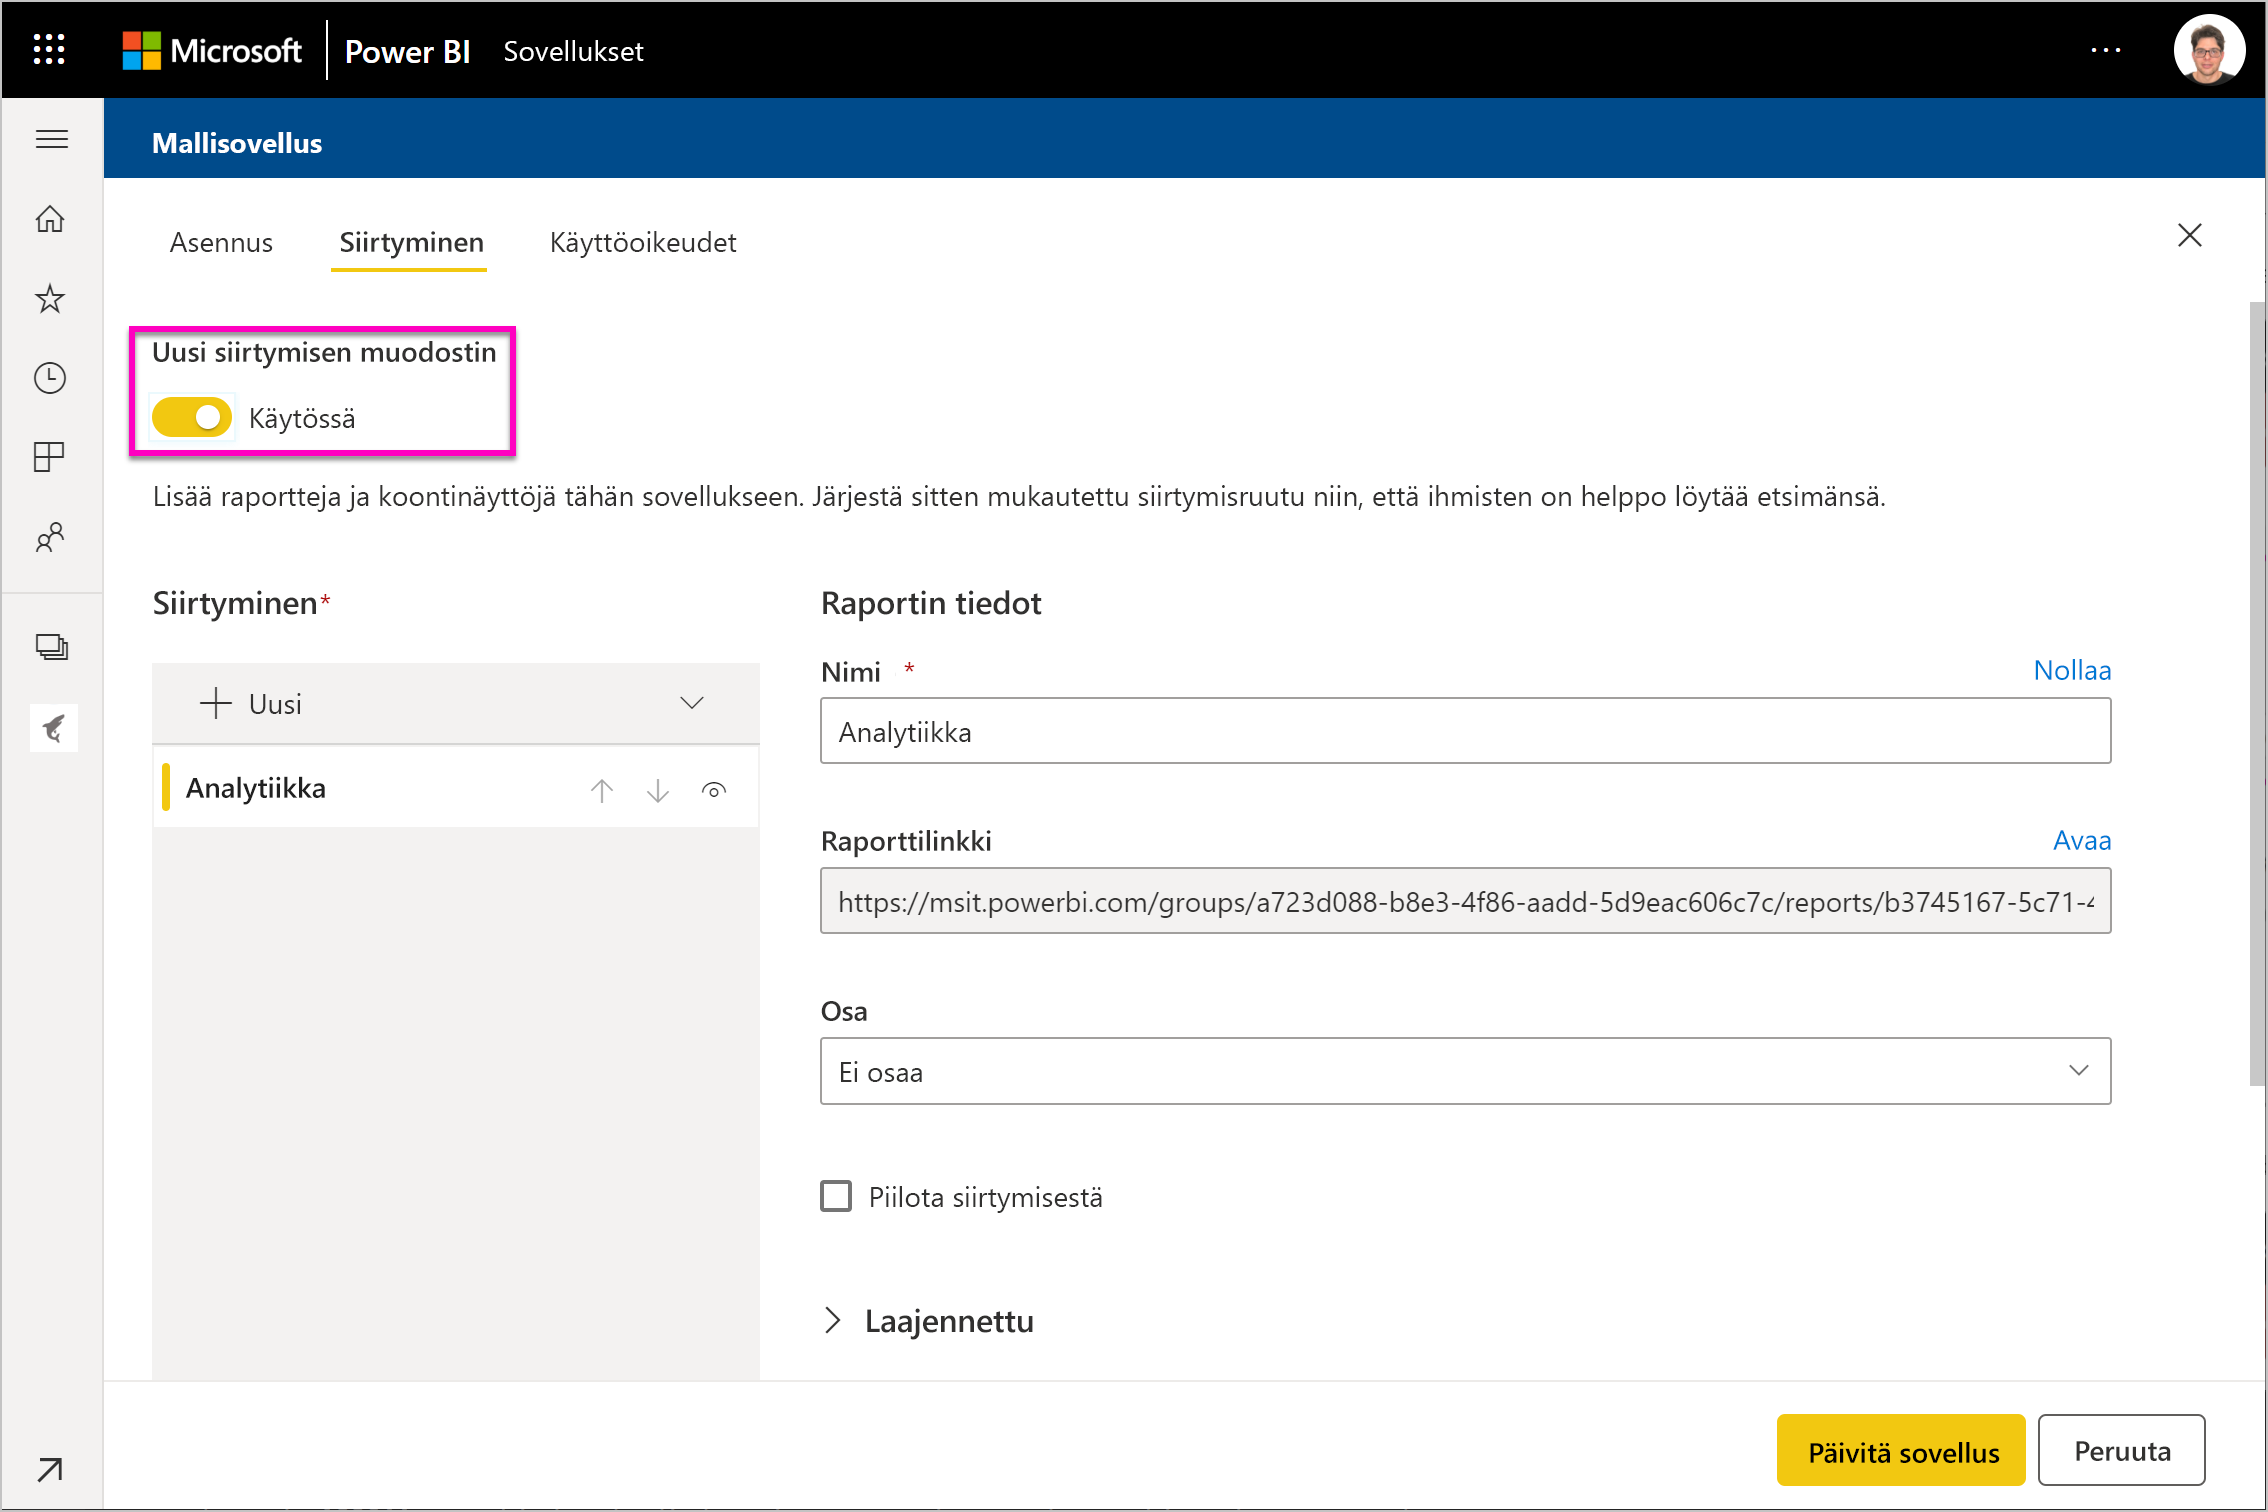 Microsoft Power BI Sovellukset
Mallisovellus
Asennus Siirtyminen Käyttöoikeudet
Uusi siirtymisen muodostin
Käytössä
Lisää raportteja ja koontinäyttöjä tähän sovellukseen. Järjestä sitten mukautettu siirtymisruutu niin, että ihmisten on helppo löytää etsimänsä.
Siirtyminen*
Uusi
Analytiikka
Raportin tiedot
Nimi * Nollaa
Analytiikka
Raporttilinkki Avaa
https://msit.powerbi.com/groups/a723d088-b8e3-4f86-aadd-5d9eac606c7c/reports/b3745167-5c71-4
Osa
Ei osaa
Piilota siirtymisestä
Laajennettu
Päivitä sovellus Peruuta